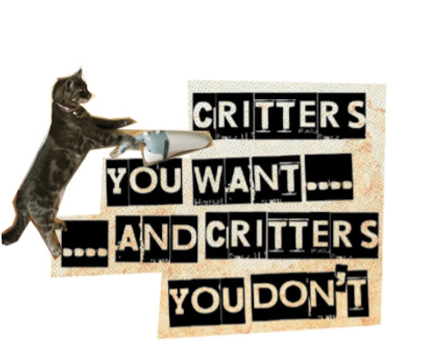 CRITTERS
YOU WANT....
....AND CRITTERS
YOU DON'T